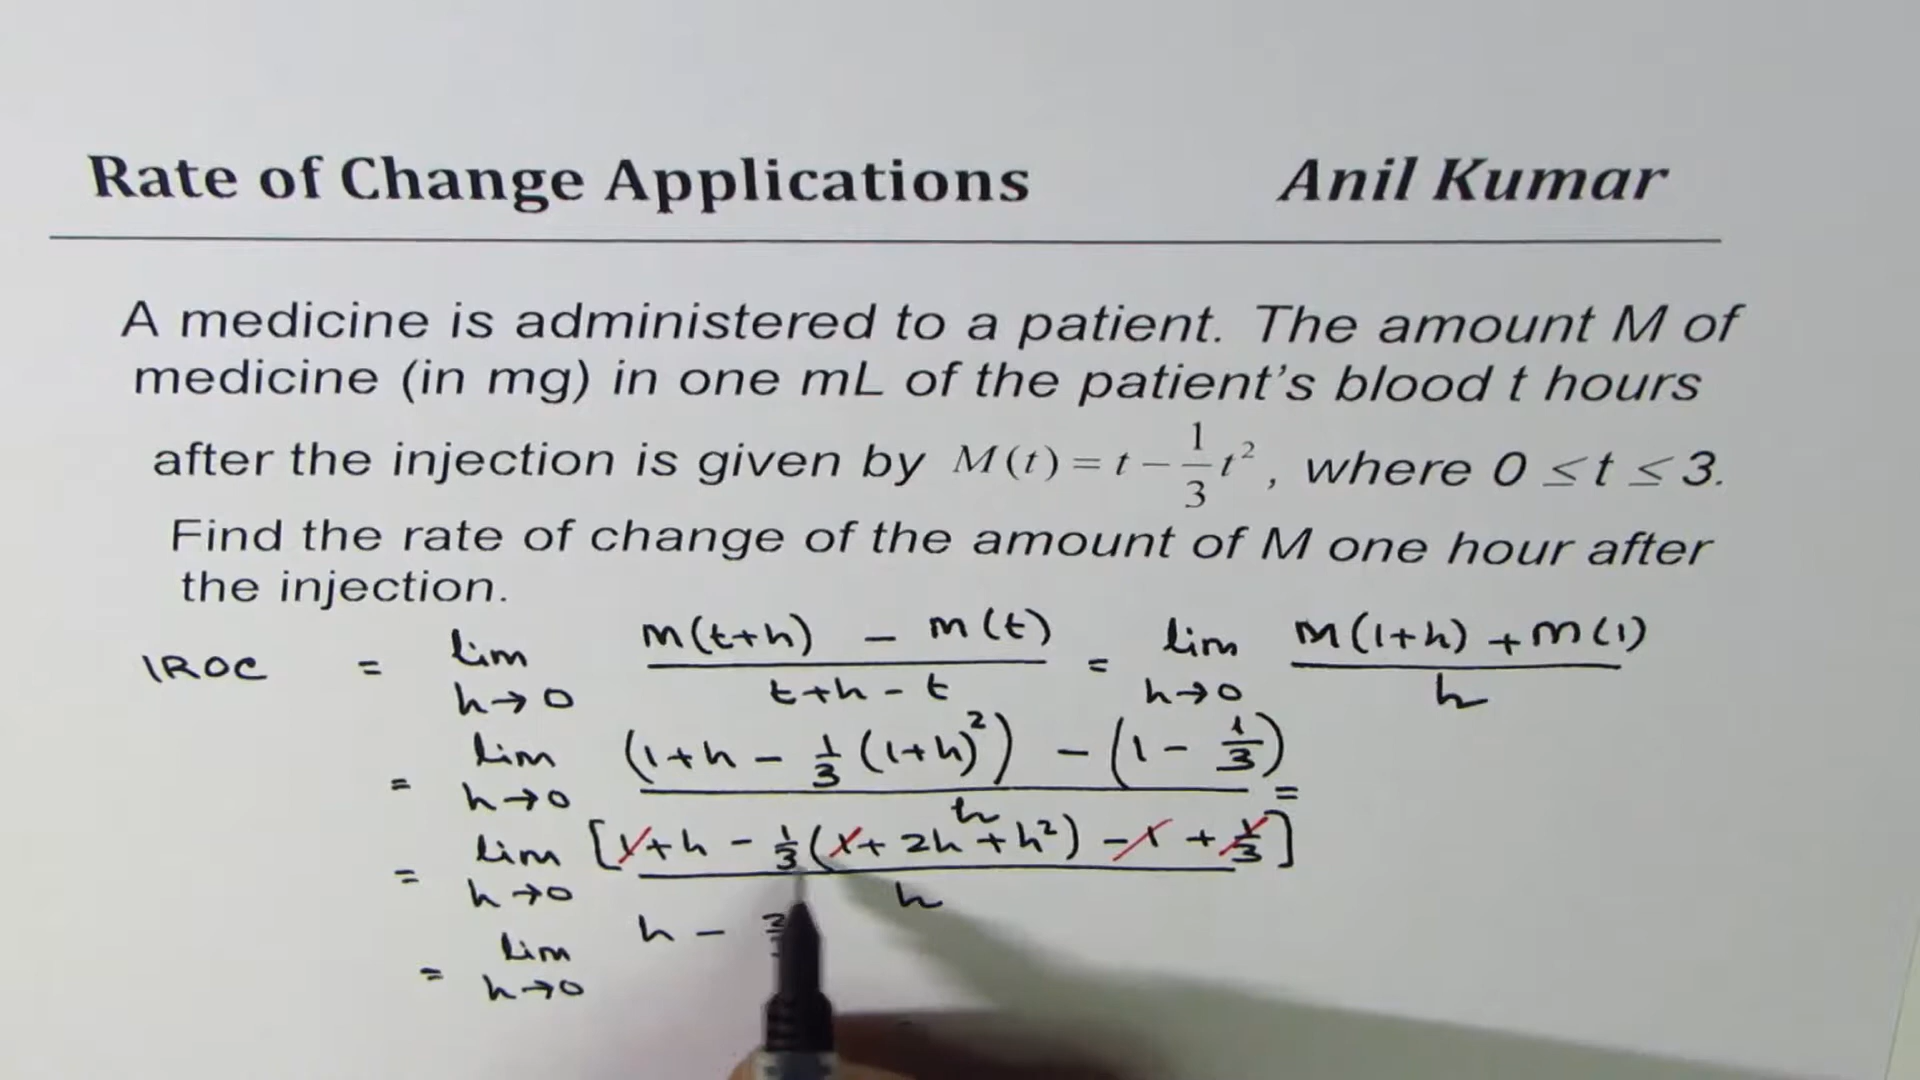 Rate of Change Applications Anil Kumar
A medicine is administered to a patient. The amount M of
medicine (in mg) in one mL of the patient's blood t hours
after the injection is given by M(t) = t − 1/3 t², where 0 ≤ t ≤ 3.
Find the rate of change of the amount of M one hour after
the injection.
IROC = lim h→0 (M(t+h) − M(t)) / (t+h−t) = lim h→0 (M(1+h) + M(1)) / h
= lim h→0 ((1+h − 1/3 (1+h)²) − (1 − 1/3)) / h =
= lim h→0 [1+h − 1/3 (1 + 2h + h²) − 1 + 1/3] / h
= lim h→0 h −